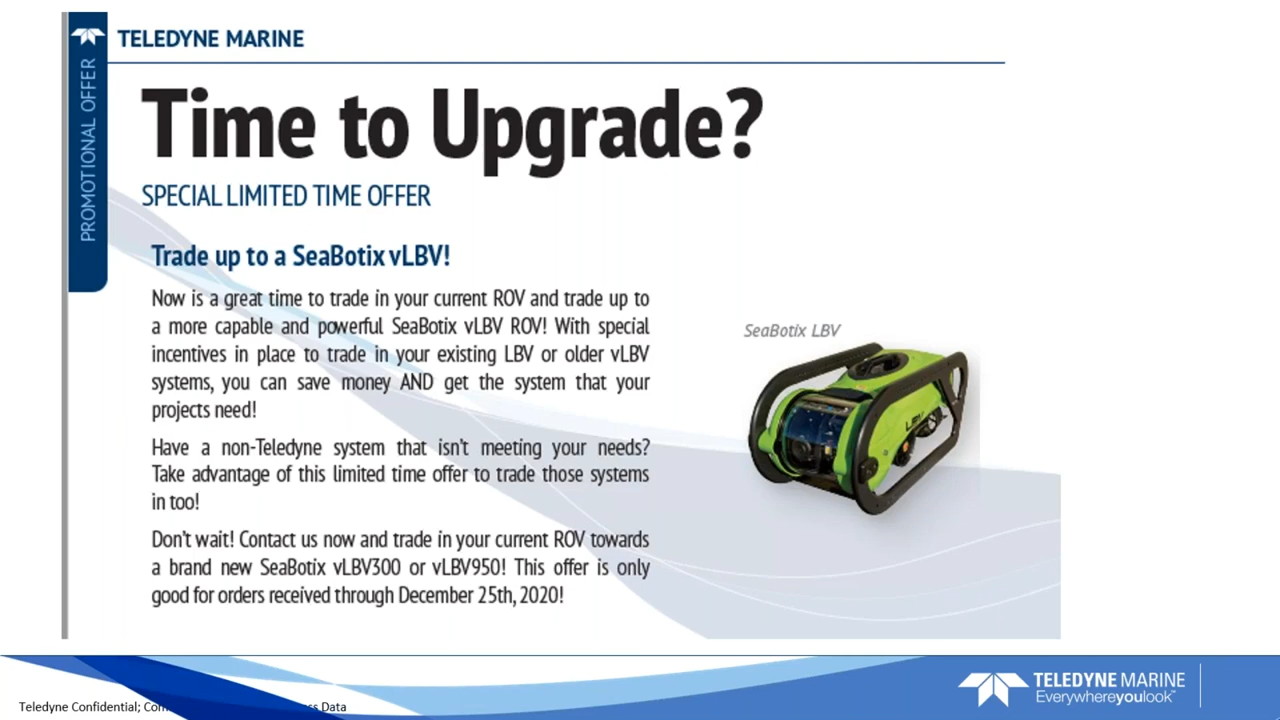 TELEDYNE MARINE
PROMOTIONAL OFFER
Time to Upgrade?
SPECIAL LIMITED TIME OFFER
Trade up to a SeaBotix vLBV!
Now is a great time to trade in your current ROV and trade up to
a more capable and powerful SeaBotix vLBV ROV! With special
incentives in place to trade in your existing LBV or older vLBV
systems, you can save money AND get the system that your
projects need!
Have a non-Teledyne system that isn't meeting your needs?
Take advantage of this limited time offer to trade those systems
in too!
Don't wait! Contact us now and trade in your current ROV towards
a brand new SeaBotix vLBV300 or vLBV950! This offer is only
good for orders received through December 25th, 2020!
SeaBotix LBV
LBV
TELEDYNE MARINE
Everywhereyoulook™
Teledyne Confidential; Data